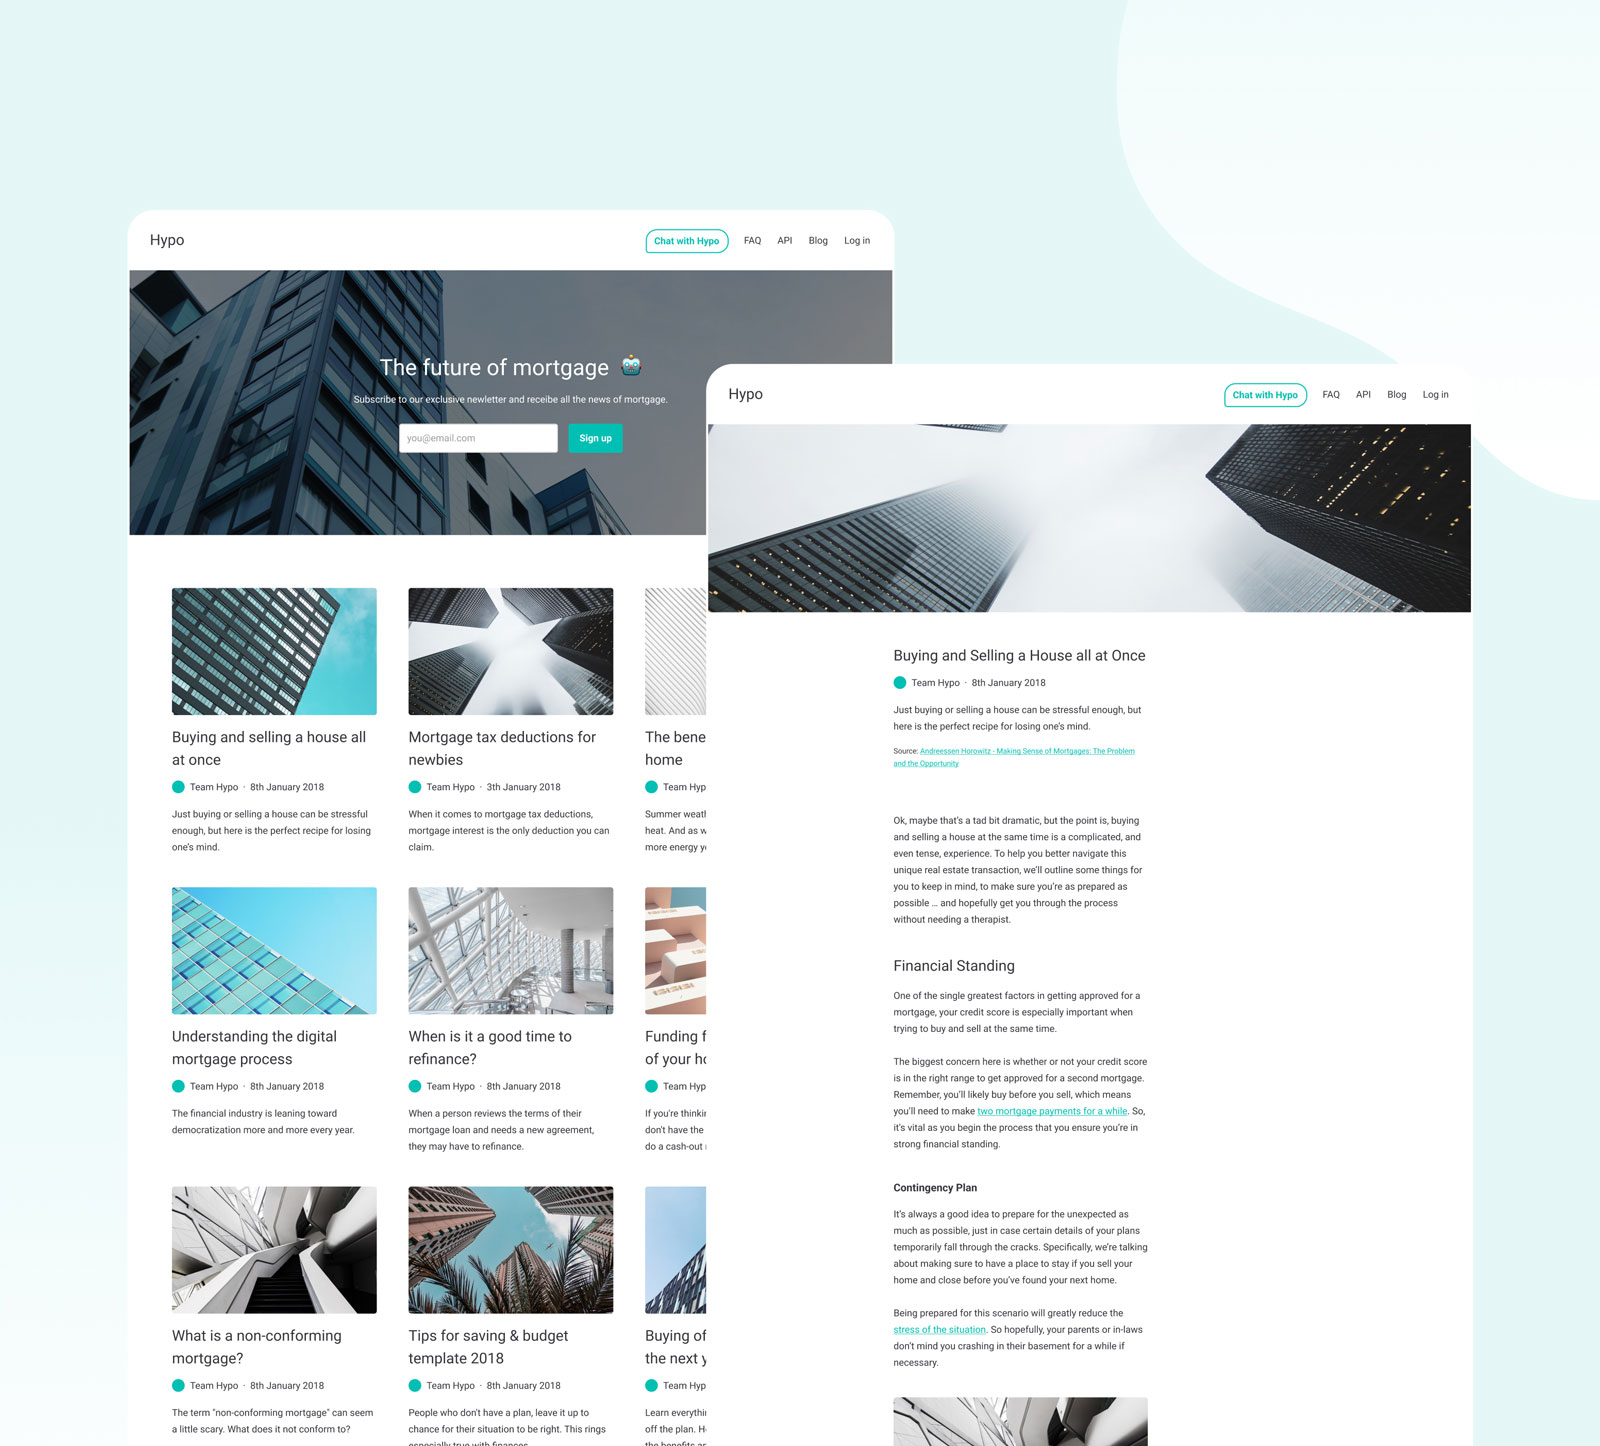 Hypo
Chat with Hypo FAQ API Blog Log in
The future of mortgage
Subscribe to our exclusive newletter and receibe all the news of mortgage.
you@email.com Sign up
Buying and selling a house all
at once
Team Hypo · 8th January 2018
Just buying or selling a house can be stressful
enough, but here is the perfect recipe for losing
one's mind.
Mortgage tax deductions for
newbies
Team Hypo · 3th January 2018
When it comes to mortgage tax deductions,
mortgage interest is the only deduction you can
claim.
The bene
home
Team Hyp
Summer weat
heat. And as w
more energy y
Understanding the digital
mortgage process
Team Hypo · 8th January 2018
The financial industry is leaning toward
democratization more and more every year.
When is it a good time to
refinance?
Team Hypo · 8th January 2018
When a person reviews the terms of their
mortgage loan and needs a new agreement,
they may have to refinance.
Funding f
of your ho
Team Hyp
If you're thinki
don't have the
do a cash-out
What is a non-conforming
mortgage?
Team Hypo · 8th January 2018
The term "non-conforming mortgage" can seem
a little scary. What does it not conform to?
Tips for saving & budget
template 2018
Team Hypo · 8th January 2018
People who don't have a plan, leave it up to
chance for their situation to be right. This rings
especially true with finances.
Buying of
the next y
Team Hyp
Learn everythi
off the plan. H
the benefits a
Hypo
Chat with Hypo FAQ API Blog Log in
Buying and Selling a House all at Once
Team Hypo · 8th January 2018
Just buying or selling a house can be stressful enough, but
here is the perfect recipe for losing one's mind.
Source: Andreessen Horowitz - Making Sense of Mortgages: The Problem
and the Opportunity
Ok, maybe that's a tad bit dramatic, but the point is, buying
and selling a house at the same time is a complicated, and
even tense, experience. To help you better navigate this
unique real estate transaction, we'll outline some things for
you to keep in mind, to make sure you're as prepared as
possible … and hopefully get you through the process
without needing a therapist.
Financial Standing
One of the single greatest factors in getting approved for a
mortgage, your credit score is especially important when
trying to buy and sell at the same time.
The biggest concern here is whether or not your credit score
is in the right range to get approved for a second mortgage.
Remember, you'll likely buy before you sell, which means
you'll need to make two mortgage payments for a while. So,
it's vital as you begin the process that you ensure you're in
strong financial standing.
Contingency Plan
It's always a good idea to prepare for the unexpected as
much as possible, just in case certain details of your plans
temporarily fall through the cracks. Specifically, we're talking
about making sure to have a place to stay if you sell your
home and close before you've found your next home.
Being prepared for this scenario will greatly reduce the
stress of the situation. So hopefully, your parents or in-laws
don't mind you crashing in their basement for a while if
necessary.